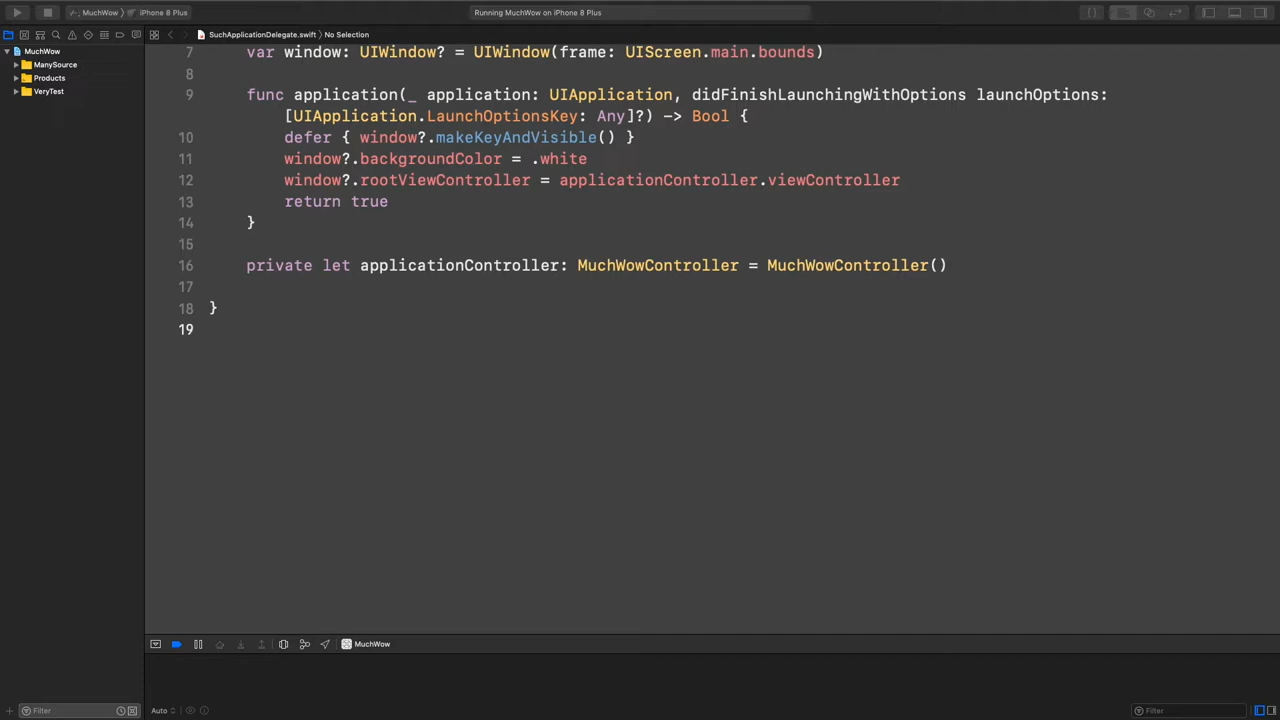 MuchWow iPhone 8 Plus Running MuchWow on iPhone 8 Plus
SuchApplicationDelegate.swift No Selection
MuchWow
ManySource
Products
VeryTest
7 var window: UIWindow? = UIWindow(frame: UIScreen.main.bounds)
8
9 func application(_ application: UIApplication, didFinishLaunchingWithOptions launchOptions:
[UIApplication.LaunchOptionsKey: Any]?) -> Bool {
10 defer { window?.makeKeyAndVisible() }
11 window?.backgroundColor = .white
12 window?.rootViewController = applicationController.viewController
13 return true
14 }
15
16 private let applicationController: MuchWowController = MuchWowController()
17
18 }
19
MuchWow
Filter Auto Filter